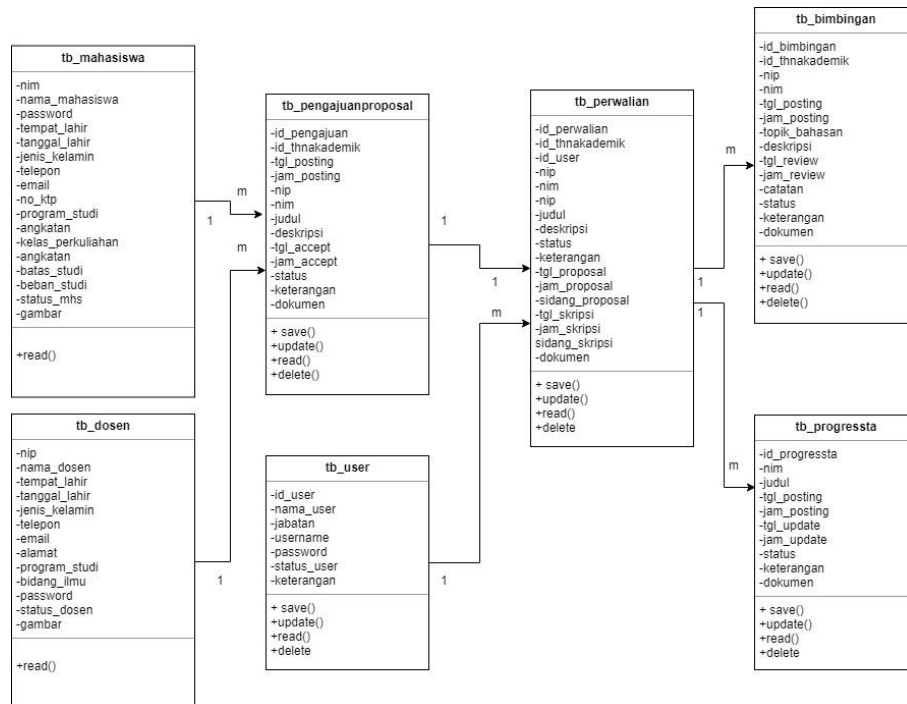 tb_mahasiswa
-nim
-nama_mahasiswa
-password
-tempat_lahir
-tanggal_lahir
-jenis_kelamin
-telepon
-email
-no_ktp
-program_studi
-angkatan
-kelas_perkuliahan
-angkatan
-batas_studi
-beban_studi
-status_mhs
-gambar
+read()
1
m
tb_dosen
-nip
-nama_dosen
-tempat_lahir
-tanggal_lahir
-jenis_kelamin
-telepon
-email
-alamat
-program_studi
-bidang_ilmu
-password
-status_dosen
-gambar
+read()
1
m
tb_pengajuanproposal
-id_pengajuan
-id_thnakademik
-tgl_posting
-jam_posting
-nip
-nim
-judul
-deskripsi
-tgl_accept
-jam_accept
-status
-keterangan
-dokumen
+ save()
+update()
+read()
+delete()
1
1
tb_user
-id_user
-nama_user
-jabatan
-username
-password
-status_user
-keterangan
+ save()
+update()
+read()
+delete
1
m
tb_perwalian
-id_perwalian
-id_thnakademik
-id_user
-nip
-nim
-nip
-judul
-deskripsi
-status
-keterangan
-tgl_proposal
-jam_proposal
-sidang_proposal
-tgl_skripsi
-jam_skripsi
sidang_skripsi
-dokumen
+ save()
+update()
+read()
+delete
1
m
1
m
tb_bimbingan
-id_bimbingan
-id_thnakademik
-nip
-nim
-tgl_posting
-jam_posting
-topik_bahasan
-deskripsi
-tgl_review
-jam_review
-catatan
-status
-keterangan
-dokumen
+ save()
+update()
+read()
+delete()
tb_progressta
-id_progressta
-nim
-judul
-tgl_posting
-jam_posting
-tgl_update
-jam_update
-status
-keterangan
-dokumen
+ save()
+update()
+read()
+delete